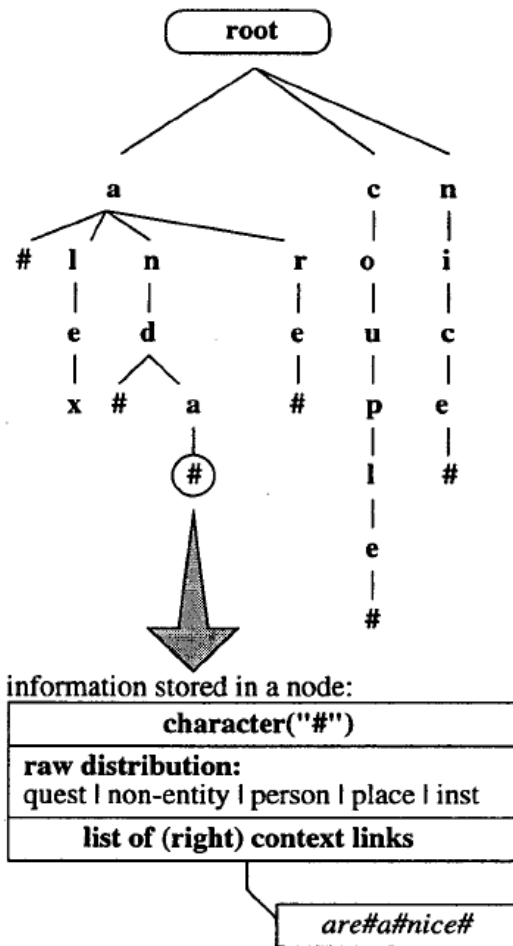 root
a c n
# l n r o i
e d e u c
x # a # p e
# l #
e
#
information stored in a node:
character("#")
raw distribution:
quest | non-entity | person | place | inst
list of (right) context links
are#a#nice#